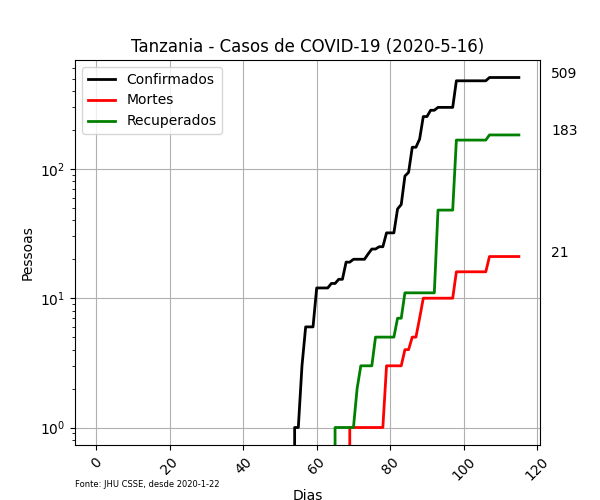 Tanzania - Casos de COVID-19 (2020-5-16)
Confirmados
Mortes
Recuperados
509
183
21
10²
10¹
10⁰
Pessoas
0
20
40
60
80
100
120
Fonte: JHU CSSE, desde 2020-1-22
Dias